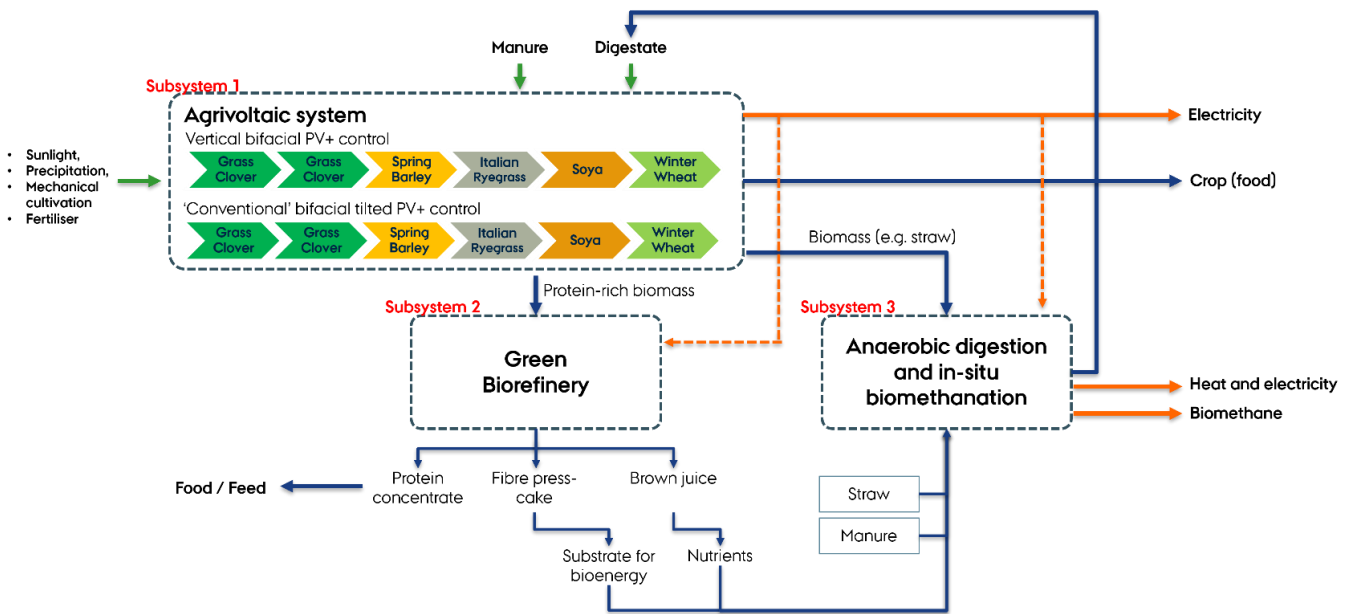 Manure
Digestate
Subsystem 1
Agrivoltaic system
Vertical bifacial PV+ control
Grass
Clover
Grass
Clover
Spring
Barley
Italian
Ryegrass
Soya
Winter
Wheat
'Conventional' bifacial tilted PV+ control
Grass
Clover
Grass
Clover
Spring
Barley
Italian
Ryegrass
Soya
Winter
Wheat
• Sunlight,
• Precipitation,
• Mechanical
cultivation
• Fertiliser
Electricity
Crop (food)
Biomass (e.g. straw)
Protein-rich biomass
Subsystem 2
Green
Biorefinery
Subsystem 3
Anaerobic digestion
and in-situ
biomethanation
Heat and electricity
Biomethane
Food / Feed
Protein
concentrate
Fibre press-
cake
Brown juice
Straw
Manure
Substrate for
bioenergy
Nutrients